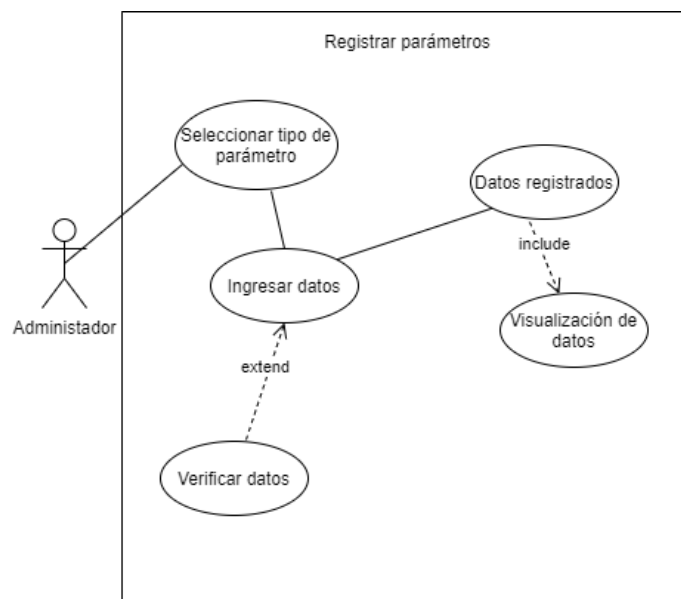 Registrar parámetros
Seleccionar tipo de
parámetro
Datos registrados
include
Ingresar datos
Visualización de
datos
Administador
extend
Verificar datos